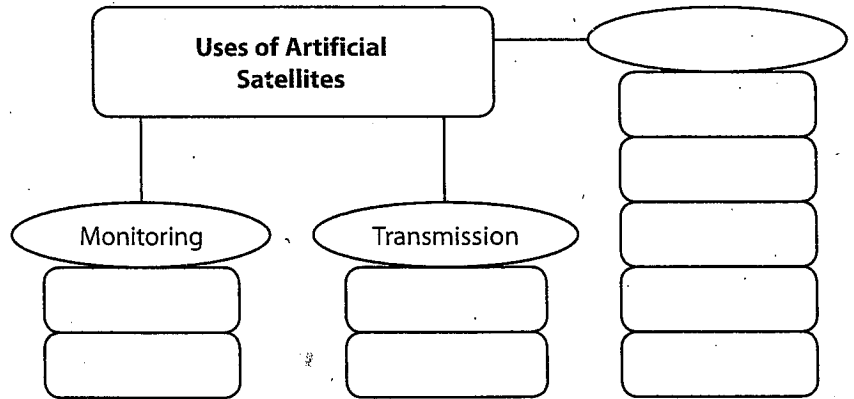 Uses of Artificial
Satellites
Monitoring
Transmission